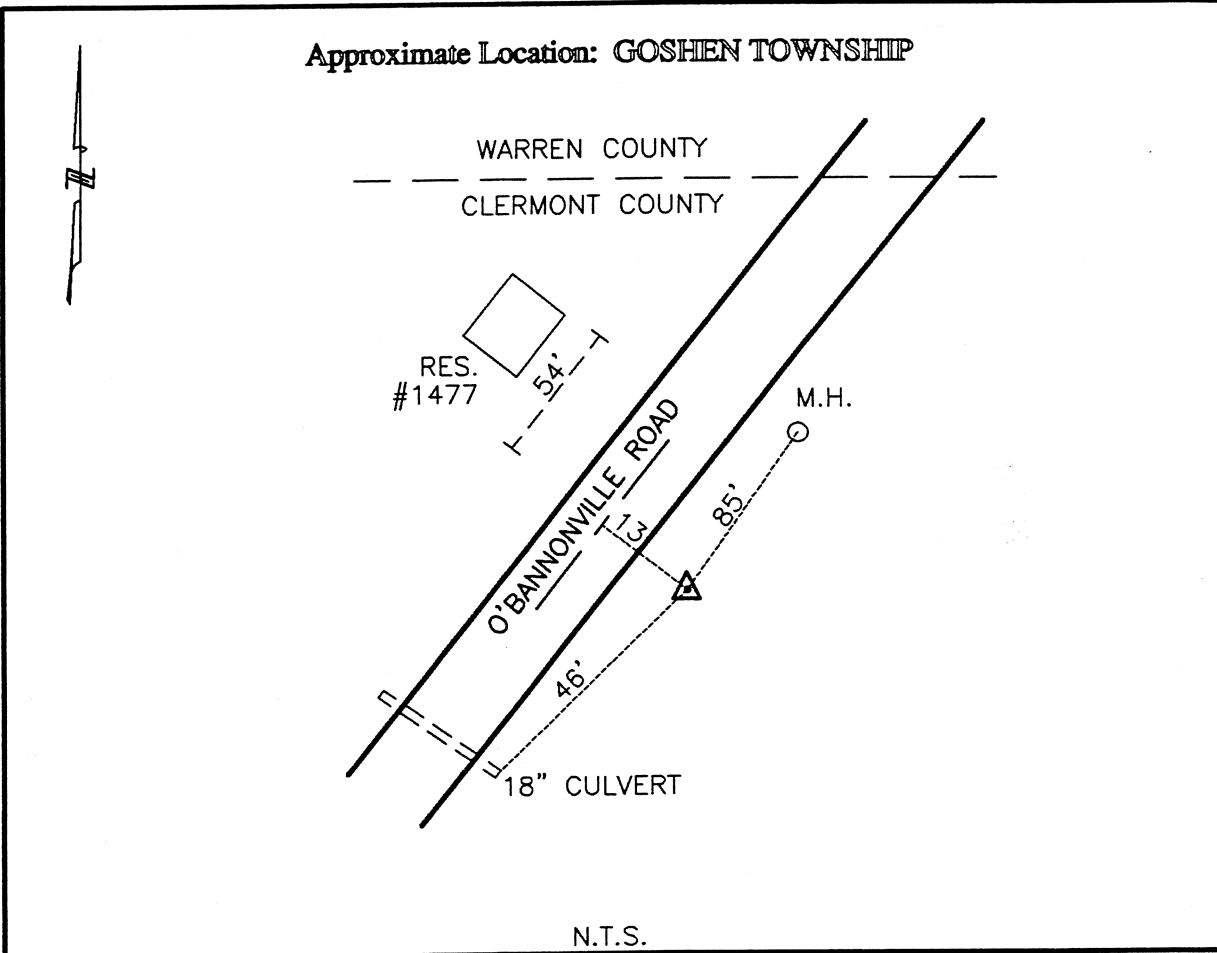 Approximate Location: GOSHEN TOWNSHIP
WARREN COUNTY
CLERMONT COUNTY
N
RES.
#1477
54'
M.H.
O'BANNONVILLE ROAD
85'
13
46'
18" CULVERT
N.T.S.